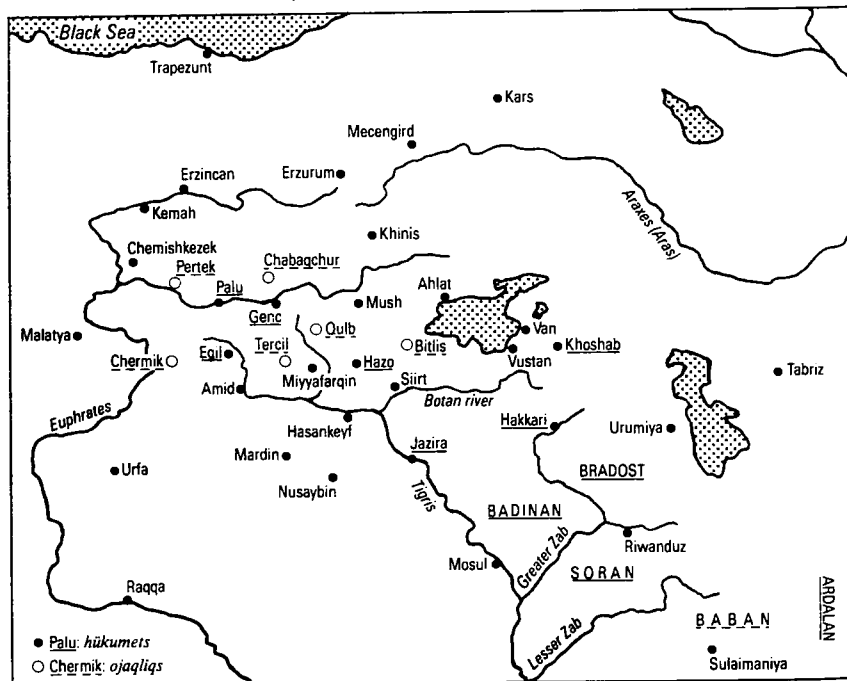 Black Sea
Trapezunt
Kars
Mecengird
Erzincan
Erzurum
Kemah
Araxes (Aras)
Khinis
Chemishkezek
Pertek
Chabaqchur
Palu
Genc
Mush
Ahlat
Malatya
Qulb
Van
Egil
Tercil
Bitlis
Khoshab
Chermik
Hazo
Vustan
Tabriz
Miyyafarqin
Amid
Siirt
Botan river
Euphrates
Hasankeyf
Hakkari
Urumiya
Jazira
Mardin
BRADOST
Urfa
Nusaybin
Tigris
BADINAN
Riwanduz
Mosul
Greater Zab
SORAN
Raqqa
ARDALAN
BABAN
Lesser Zab
Palu: hükumets
Sulaimaniya
Chermik: ojaqliqs